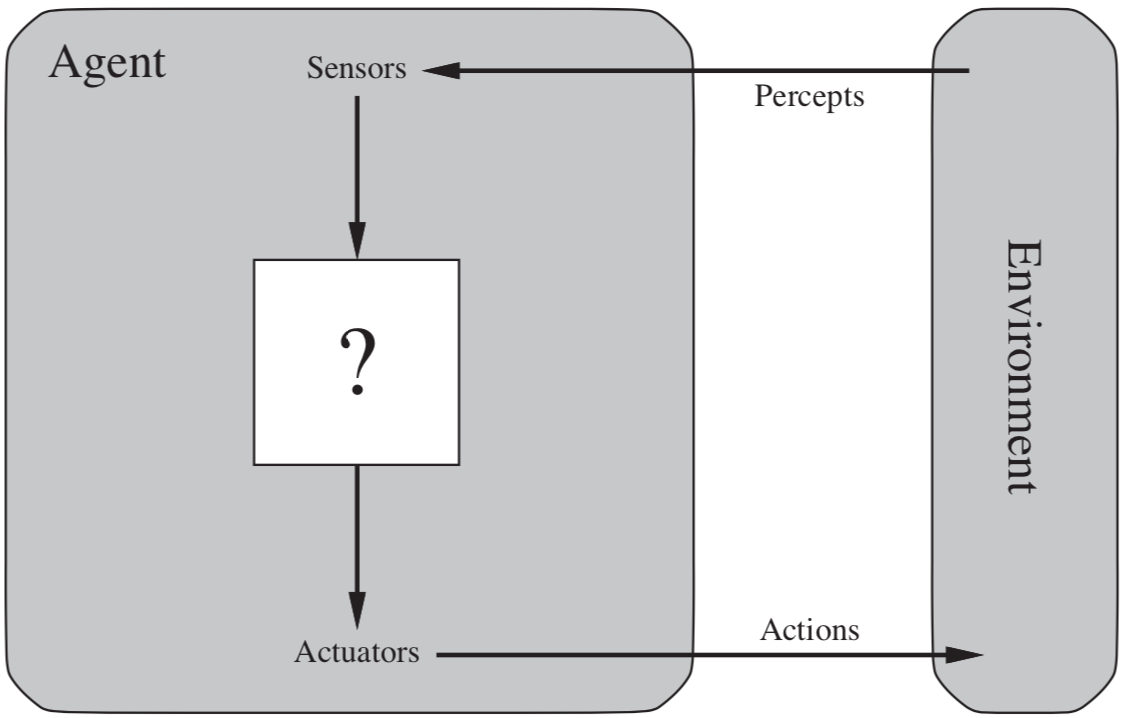 Agent
Sensors
Percepts
?
Environment
Actions
Actuators